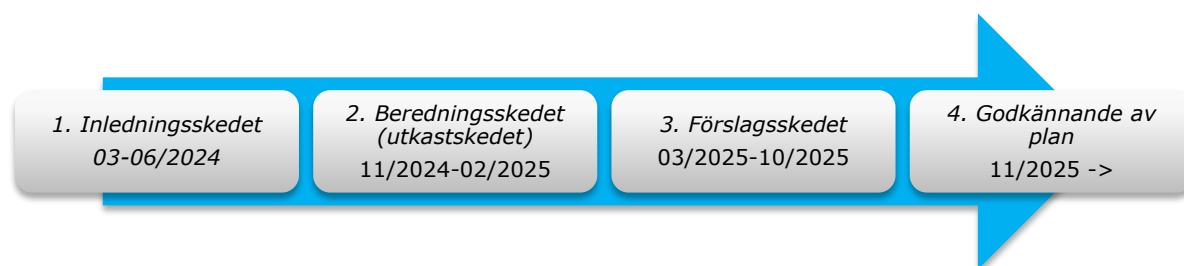 1. Inledningsskedet
03-06/2024
2. Beredningsskedet
(utkastskedet)
11/2024-02/2025
3. Förslagsskedet
03/2025-10/2025
4. Godkännande av
plan
11/2025 ->